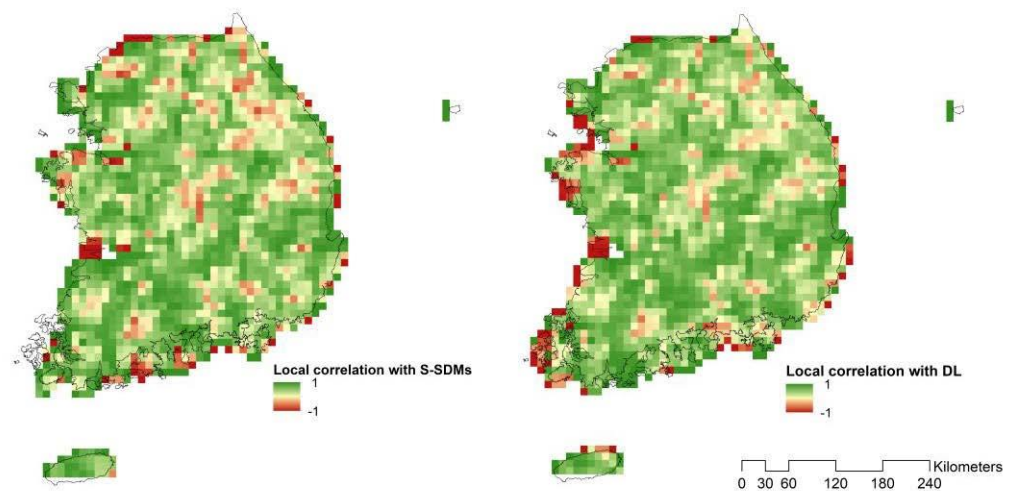 Local correlation with S-SDMs
1
-1
Local correlation with DL
1
-1
Kilometers
0 30 60 120 180 240